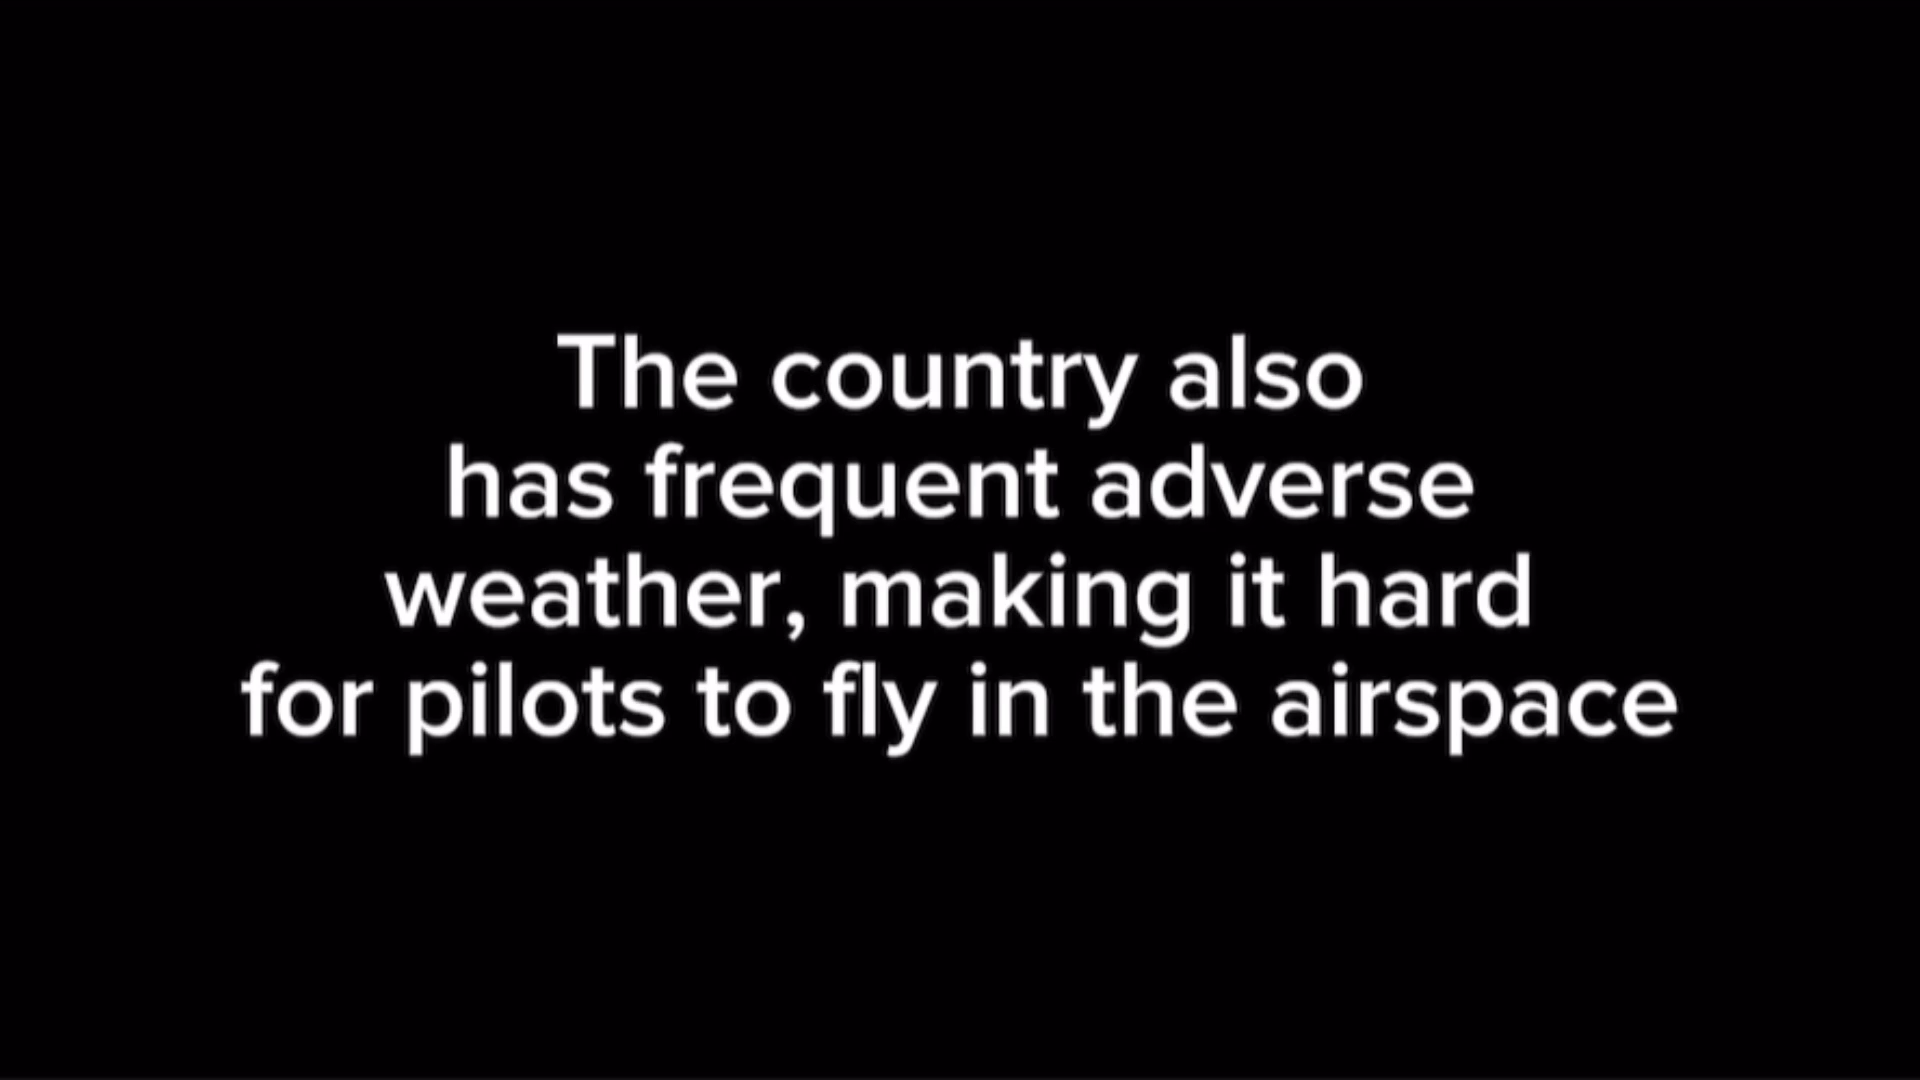 The country also
has frequent adverse
weather, making it hard
for pilots to fly in the airspace